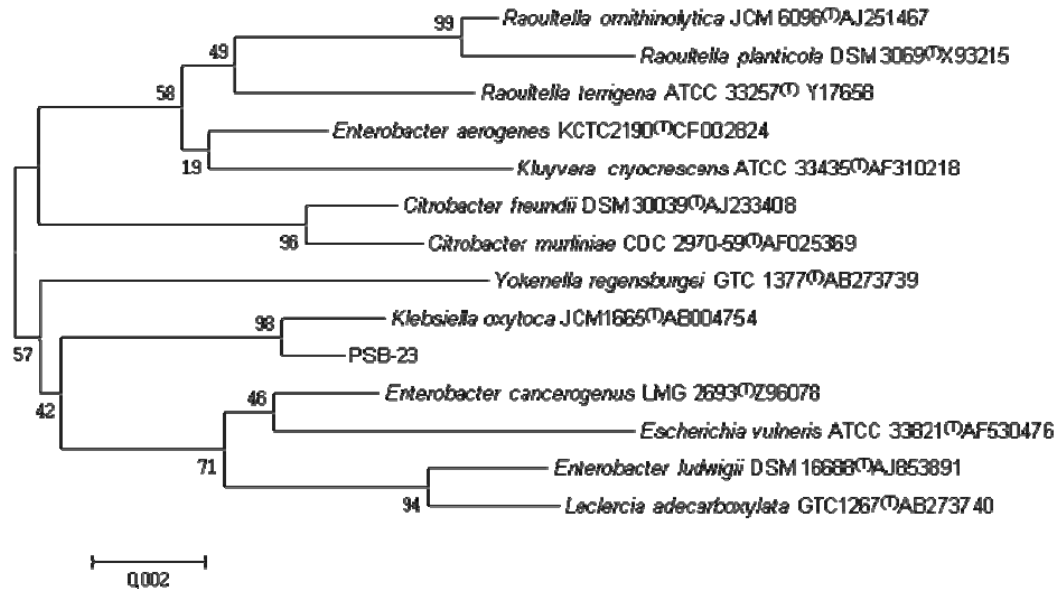 99
Raoultella ornithinolytica JCM 6096(T)AJ251467
Raoultella planticola DSM 3069(T)X93215
49
Raoultella terrigena ATCC 33257(T) Y17658
58
Enterobacter aerogenes KCTC2190(T)CF002824
19
Kluyvera cryocrescens ATCC 33435(T)AF310218
Citrobacter freundii DSM 30039(T)AJ233408
96
Citrobacter murliniae CDC 2970-59(T)AF025369
Yokenella regensburgei GTC 1377(T)AB273739
57
98
Klebsiella oxytoca JCM1665(T)AB004754
PSB-23
42
46
Enterobacter cancerogenus LMG 2693(T)Z96078
Escherichia vulneris ATCC 33821(T)AF530476
71
Enterobacter ludwigii DSM 16688(T)AJ853891
94
Leclercia adecarboxylata GTC1267(T)AB273740
0.002